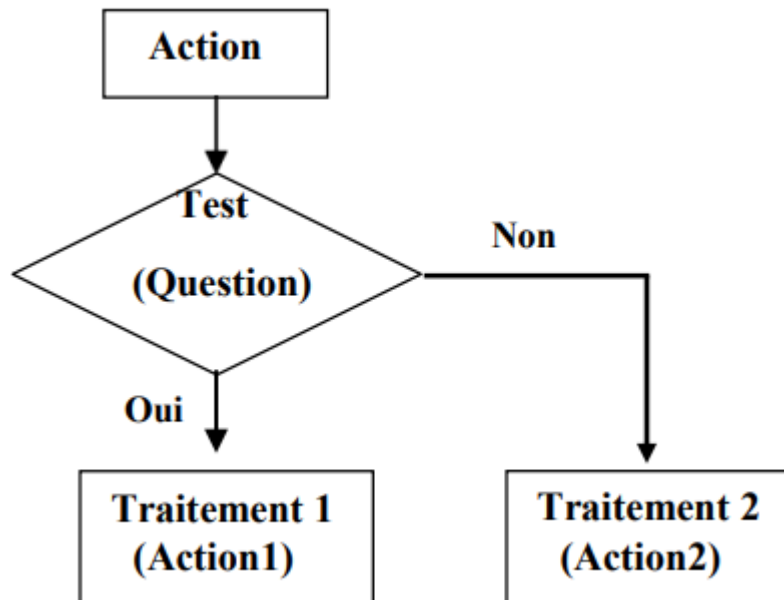 Action
Test
Non
(Question)
Oui
Traitement 1
(Action1)
Traitement 2
(Action2)